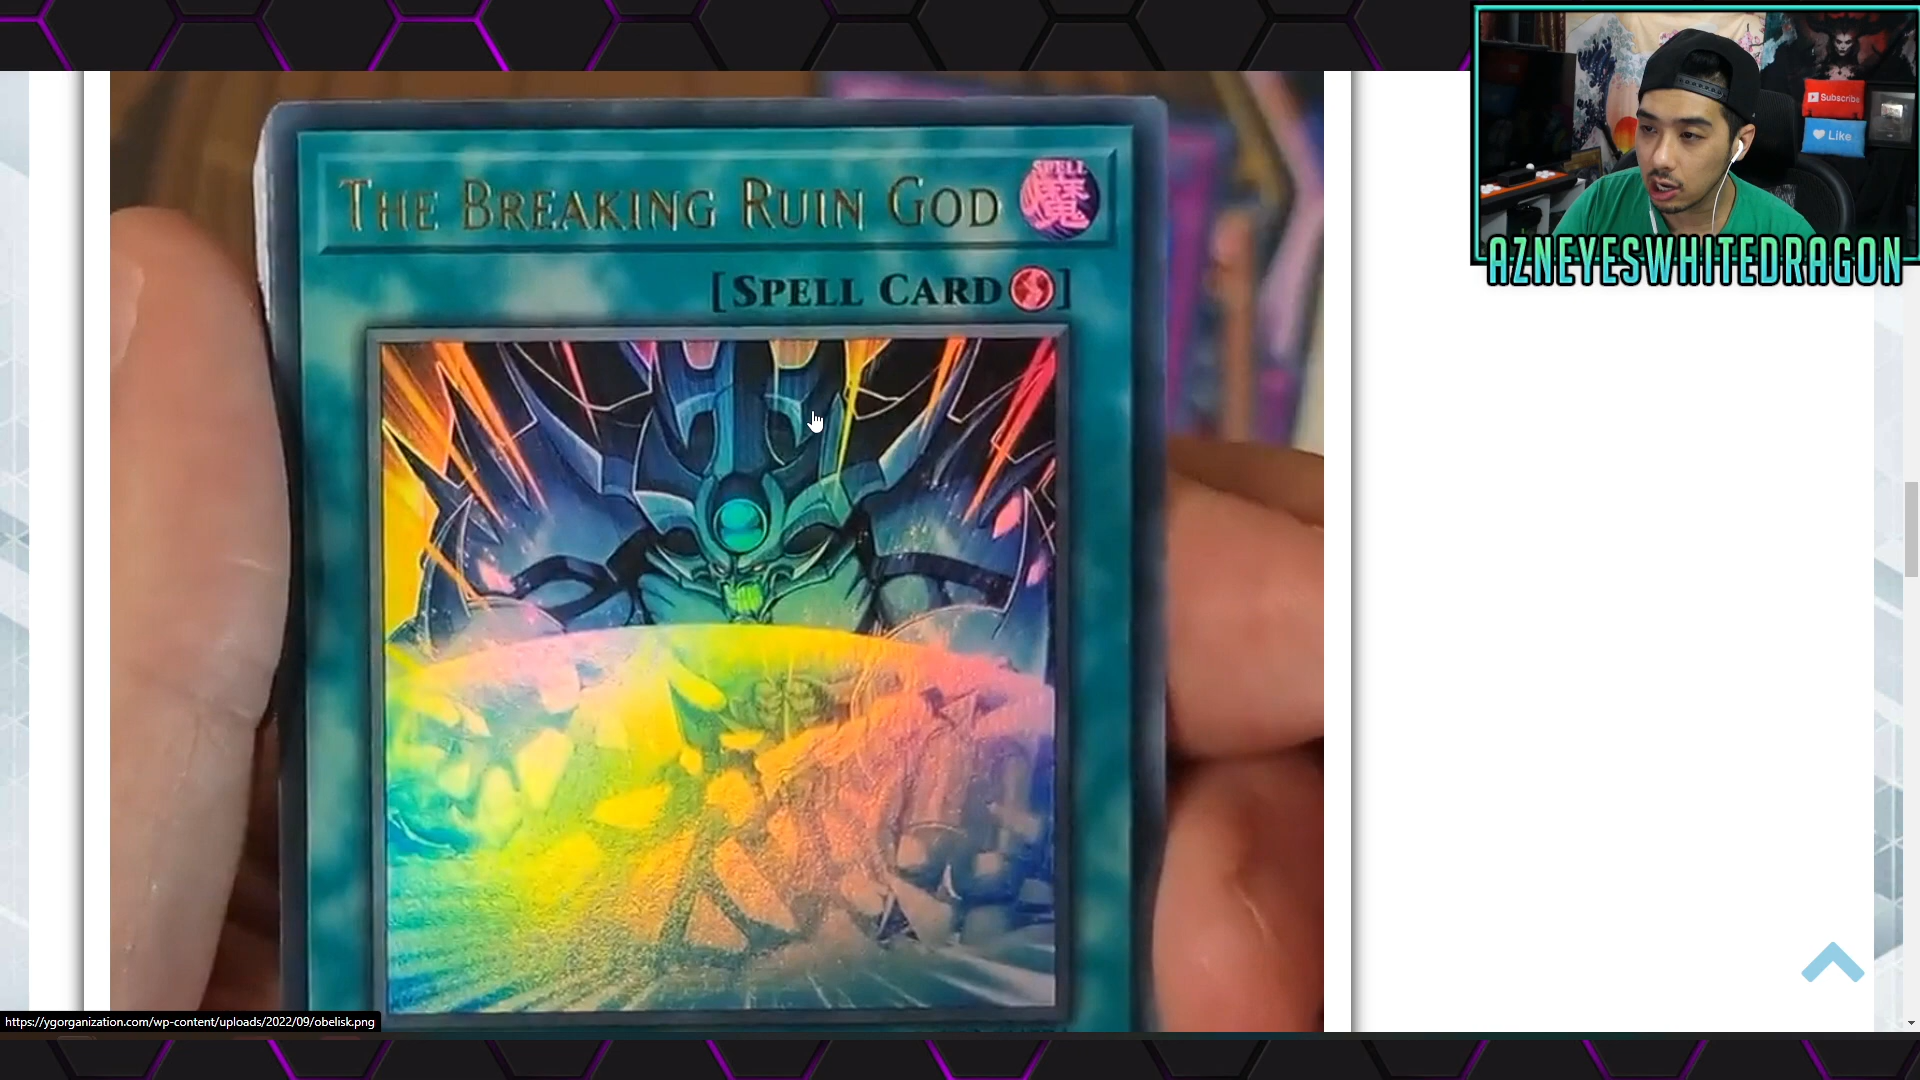 THE BREAKING RUIN GOD
SPELL
魔
[SPELL CARD]
Subscribe
Like
AZNEYESWHITEDRAGON
https://ygorganization.com/wp-content/uploads/2022/09/obelisk.png